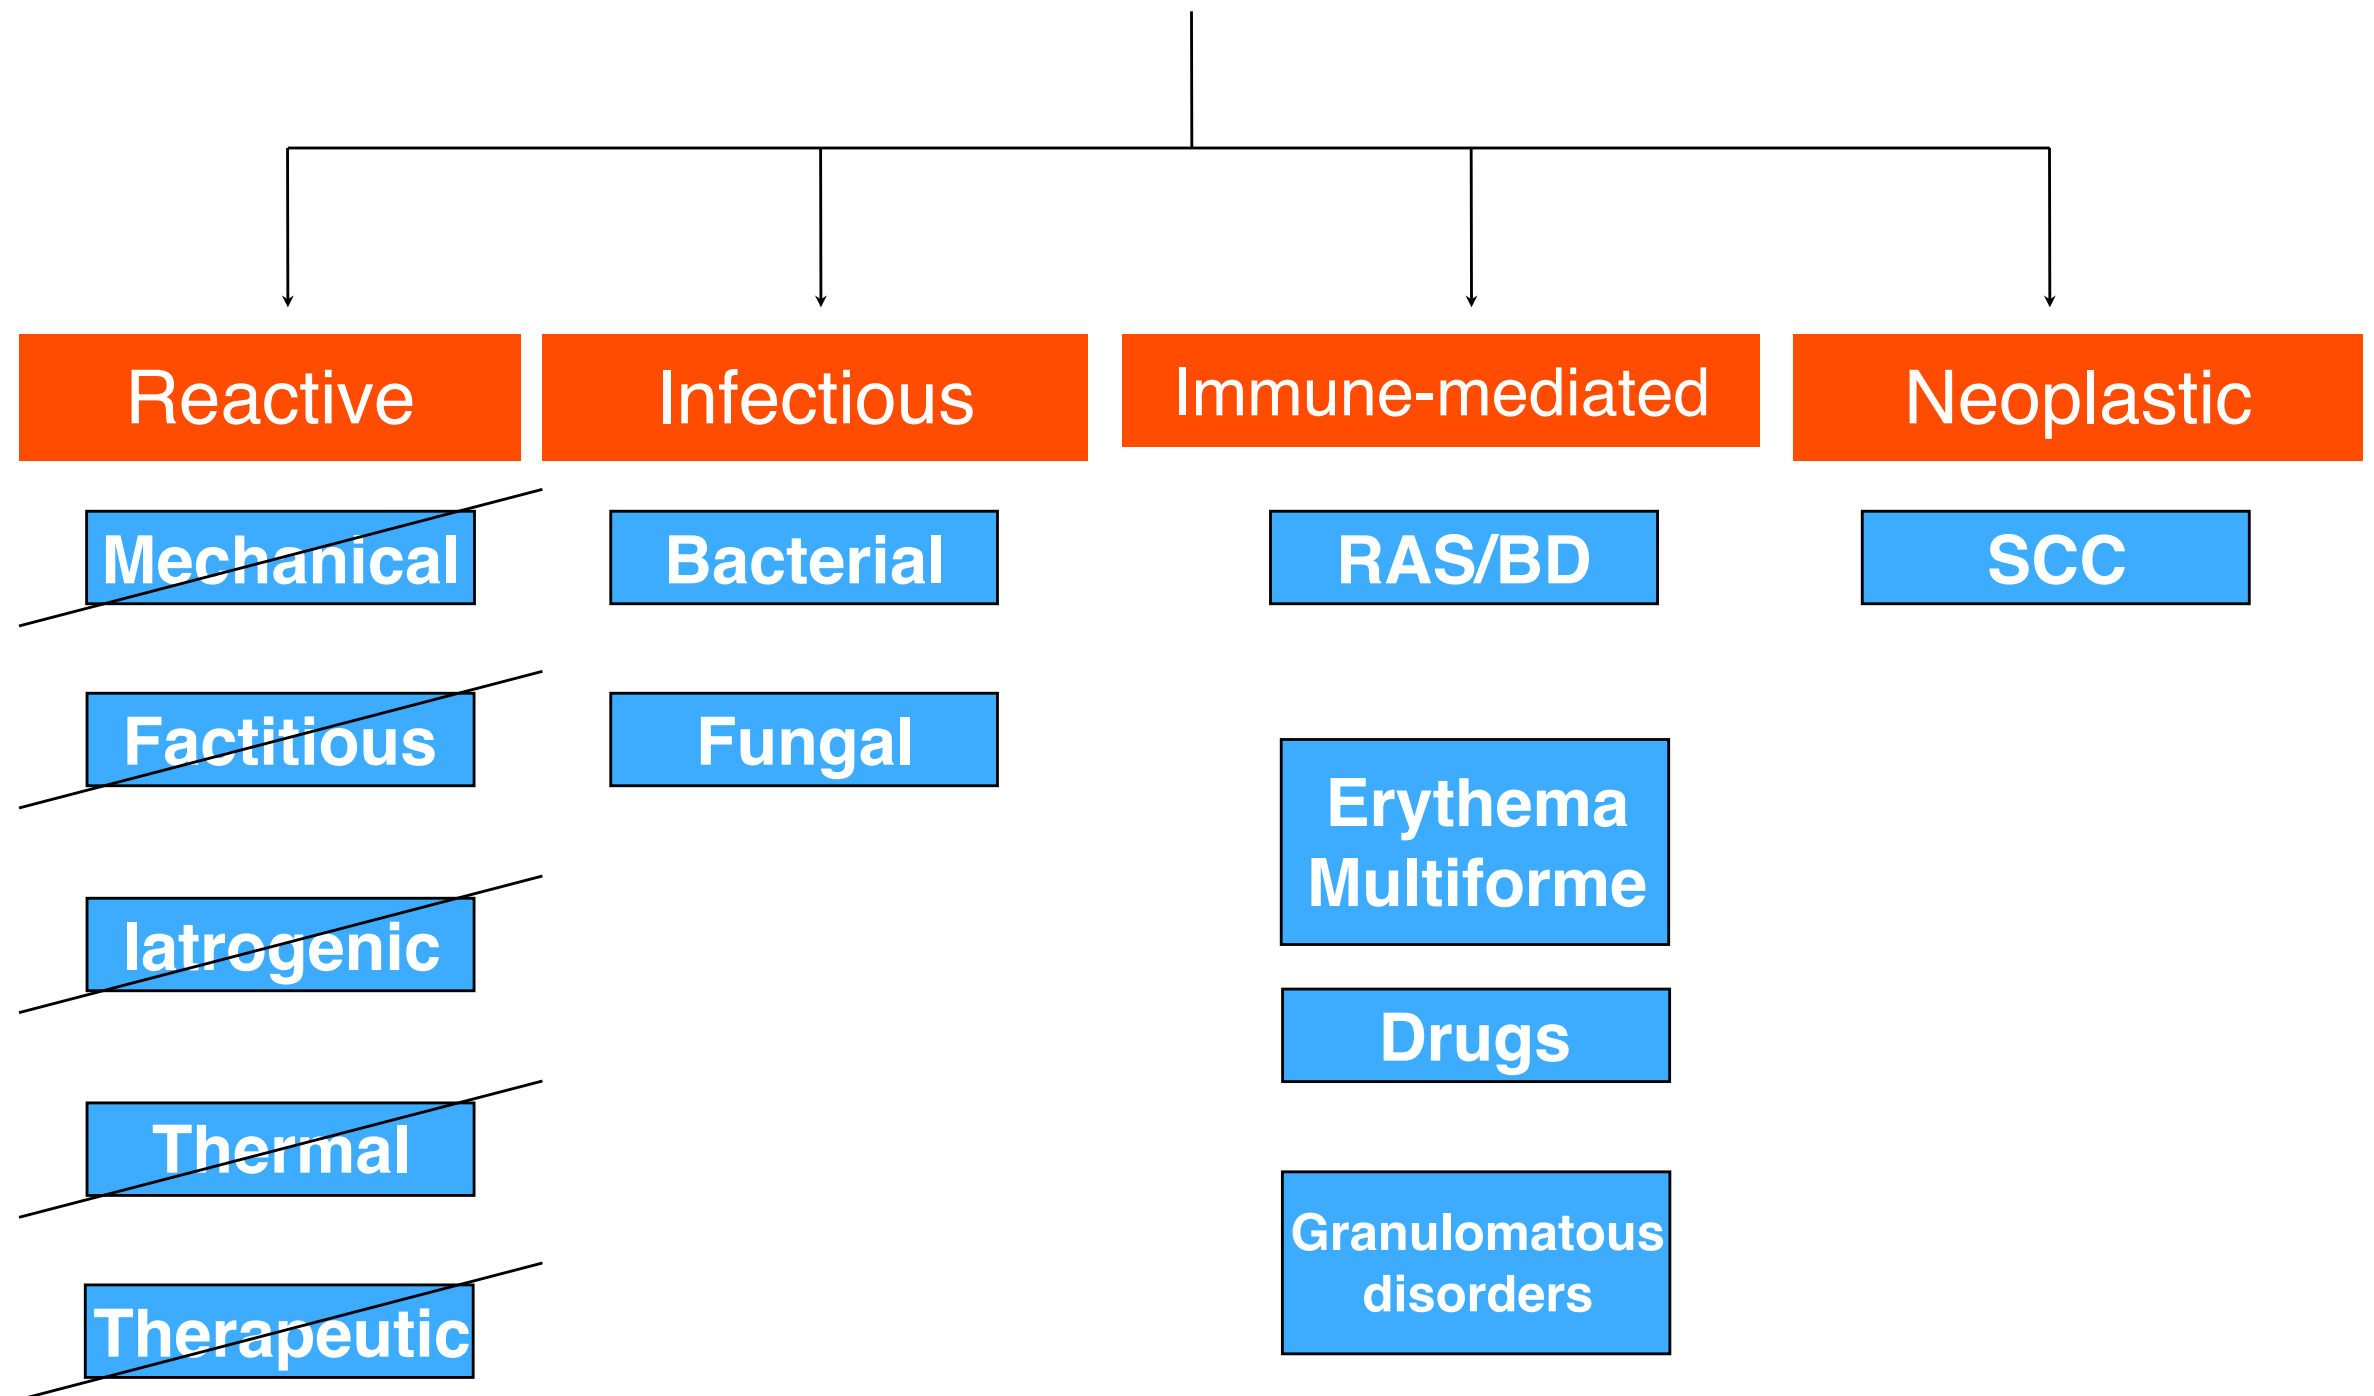 Reactive
Infectious
Immune-mediated
Neoplastic
Mechanical
Factitious
Iatrogenic
Thermal
Therapeutic
Bacterial
Fungal
RAS/BD
Erythema
Multiforme
Drugs
Granulomatous
disorders
SCC